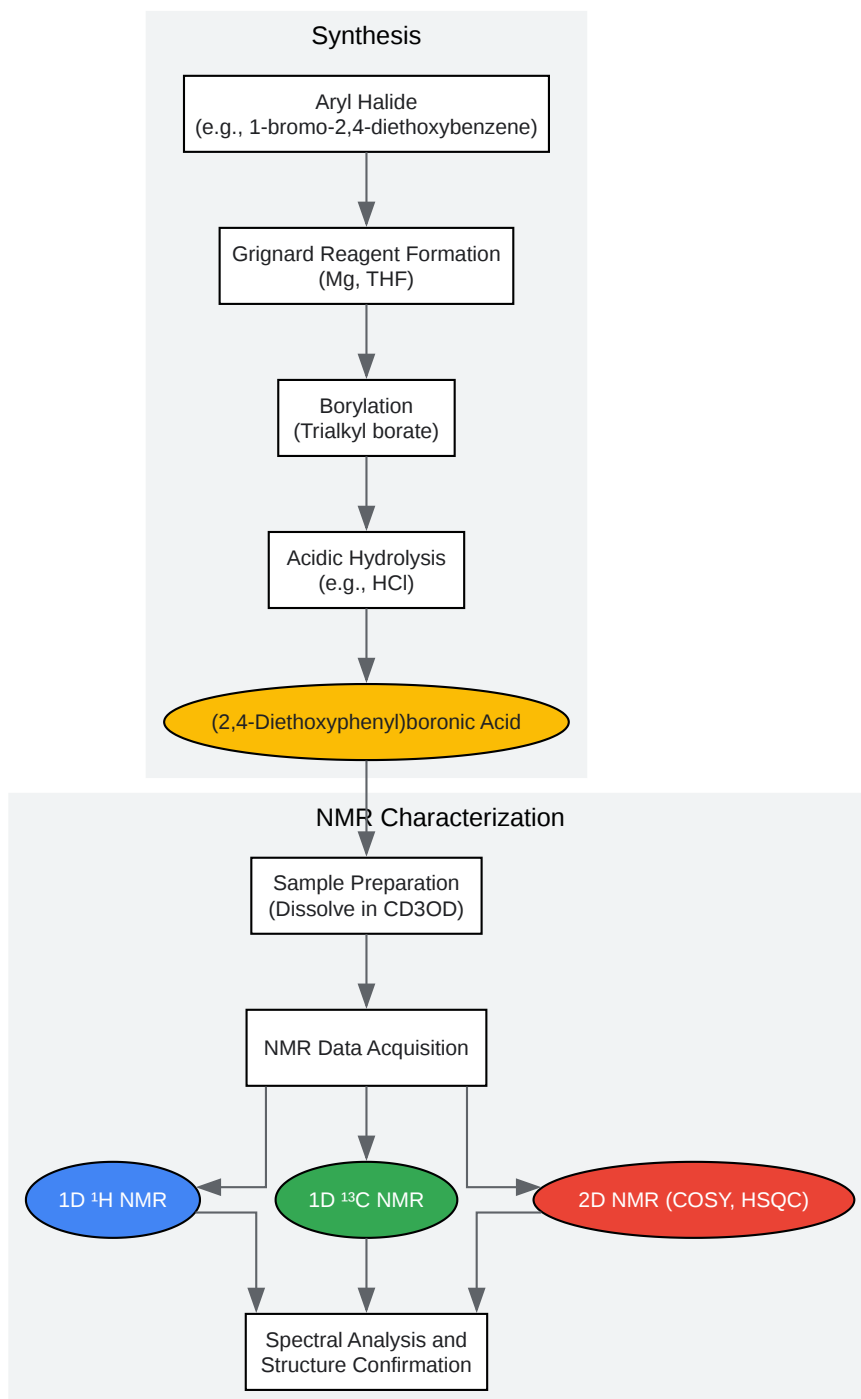 Synthesis
Aryl Halide
(e.g., 1-bromo-2,4-diethoxybenzene)
Grignard Reagent Formation
(Mg, THF)
Borylation
(Trialkyl borate)
Acidic Hydrolysis
(e.g., HCl)
(2,4-Diethoxyphenyl)boronic Acid
NMR Characterization
Sample Preparation
(Dissolve in CD3OD)
NMR Data Acquisition
1D ¹H NMR
1D ¹³C NMR
2D NMR (COSY, HSQC)
Spectral Analysis and
Structure Confirmation